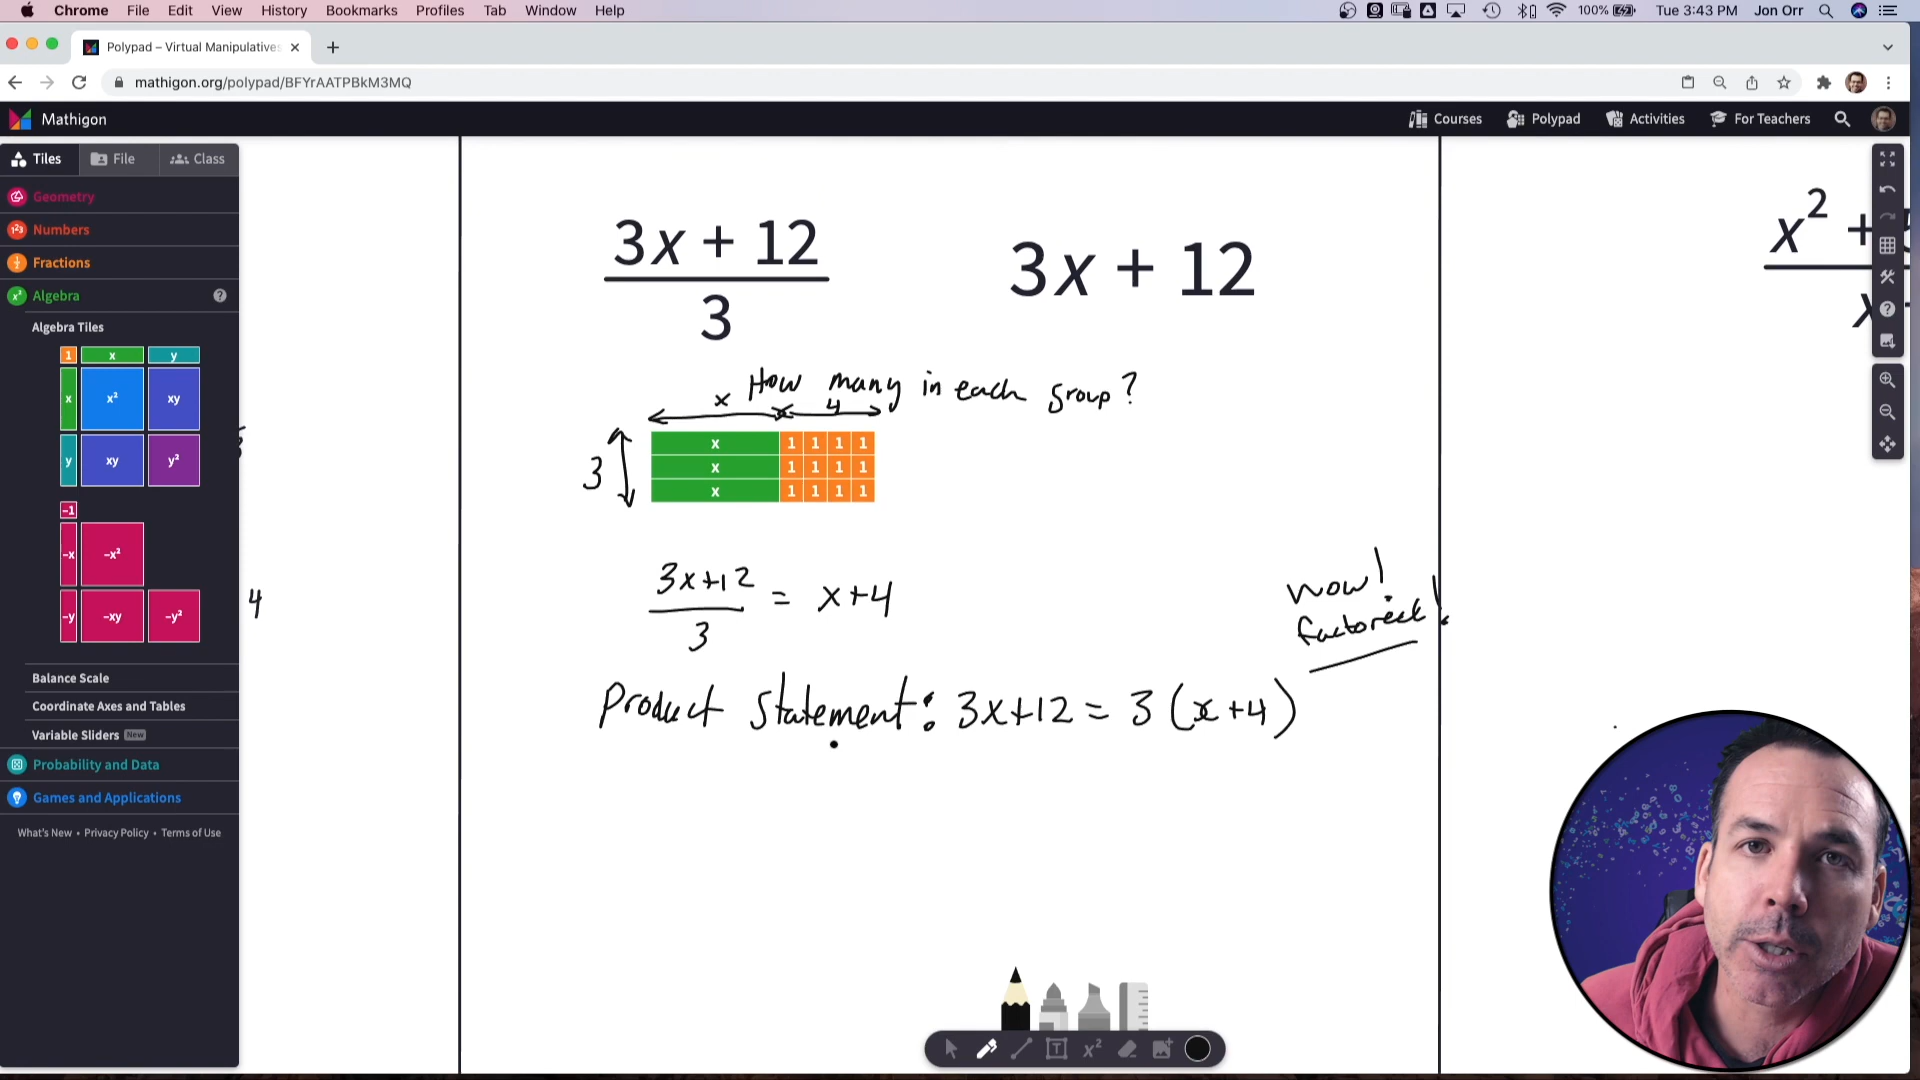 Chrome File Edit View History Bookmarks Profiles Tab Window Help 100% Tue 3:43 PM Jon Orr
Polypad – Virtual Manipulatives
mathigon.org/polypad/BFYrAATPBkM3MQ
Mathigon Courses Polypad Activities For Teachers
Tiles File Class
Geometry
Numbers
Fractions
Algebra
Algebra Tiles
1 x y
x x² xy
y xy y²
-1
-x -x²
-y -xy -y²
Balance Scale
Coordinate Axes and Tables
Variable Sliders New
Probability and Data
Games and Applications
What's New • Privacy Policy • Terms of Use
4
3x + 12
3
3x + 12
x² +
x
How many in each group?
x 4
3
x 1 1 1 1
x 1 1 1 1
x 1 1 1 1
3x+12 = x+4
3
wow!
factored!
Product Statement: 3x+12 = 3(x+4)